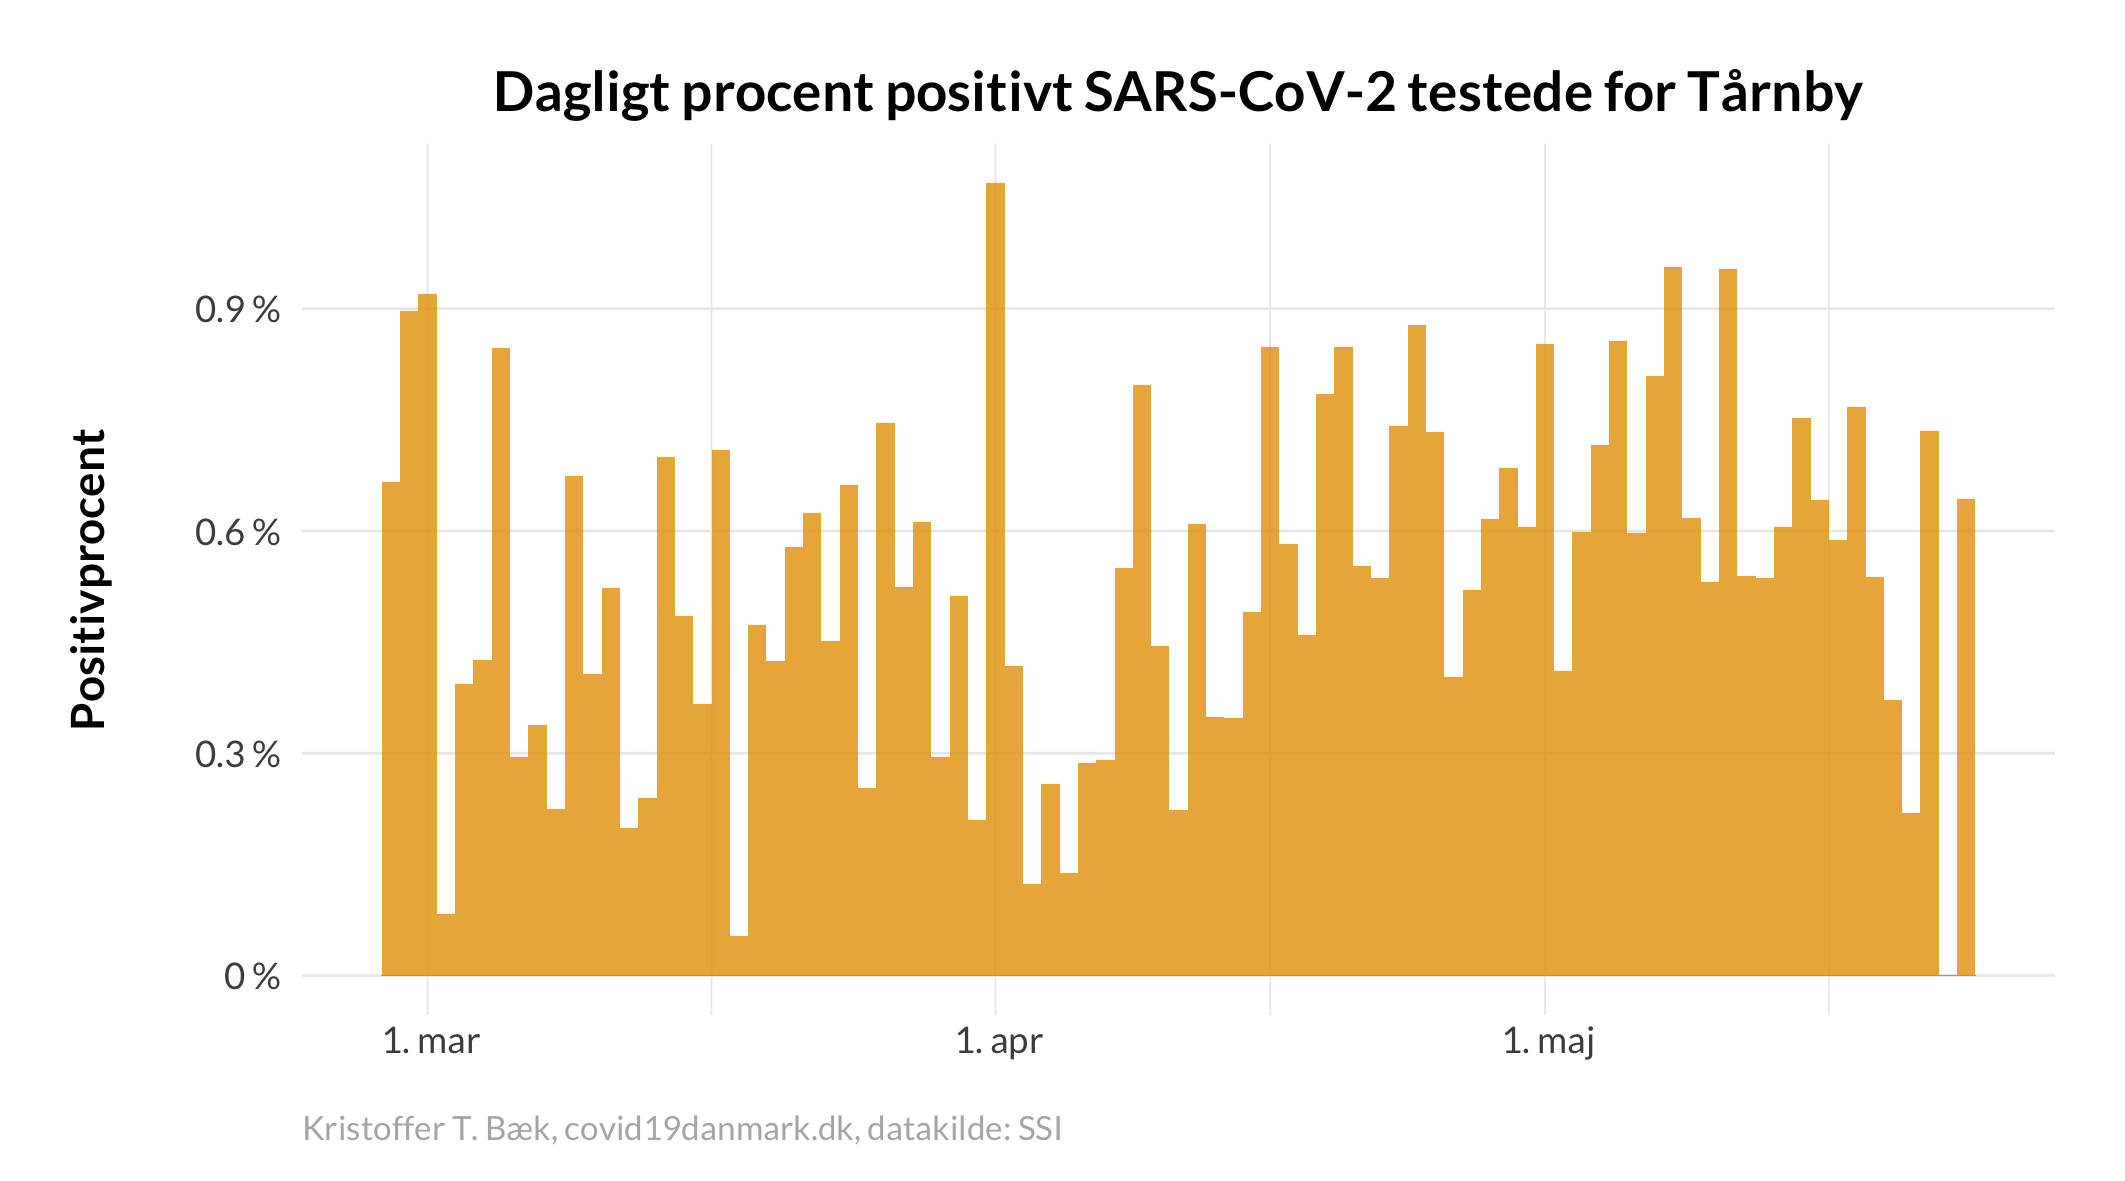 Dagligt procent positivt SARS-CoV-2 testede for Tårnby
Positivprocent
0.9 %
0.6 %
0.3 %
0 %
1. mar
1. apr
1. maj
Kristoffer T. Bæk, covid19danmark.dk, datakilde: SSI